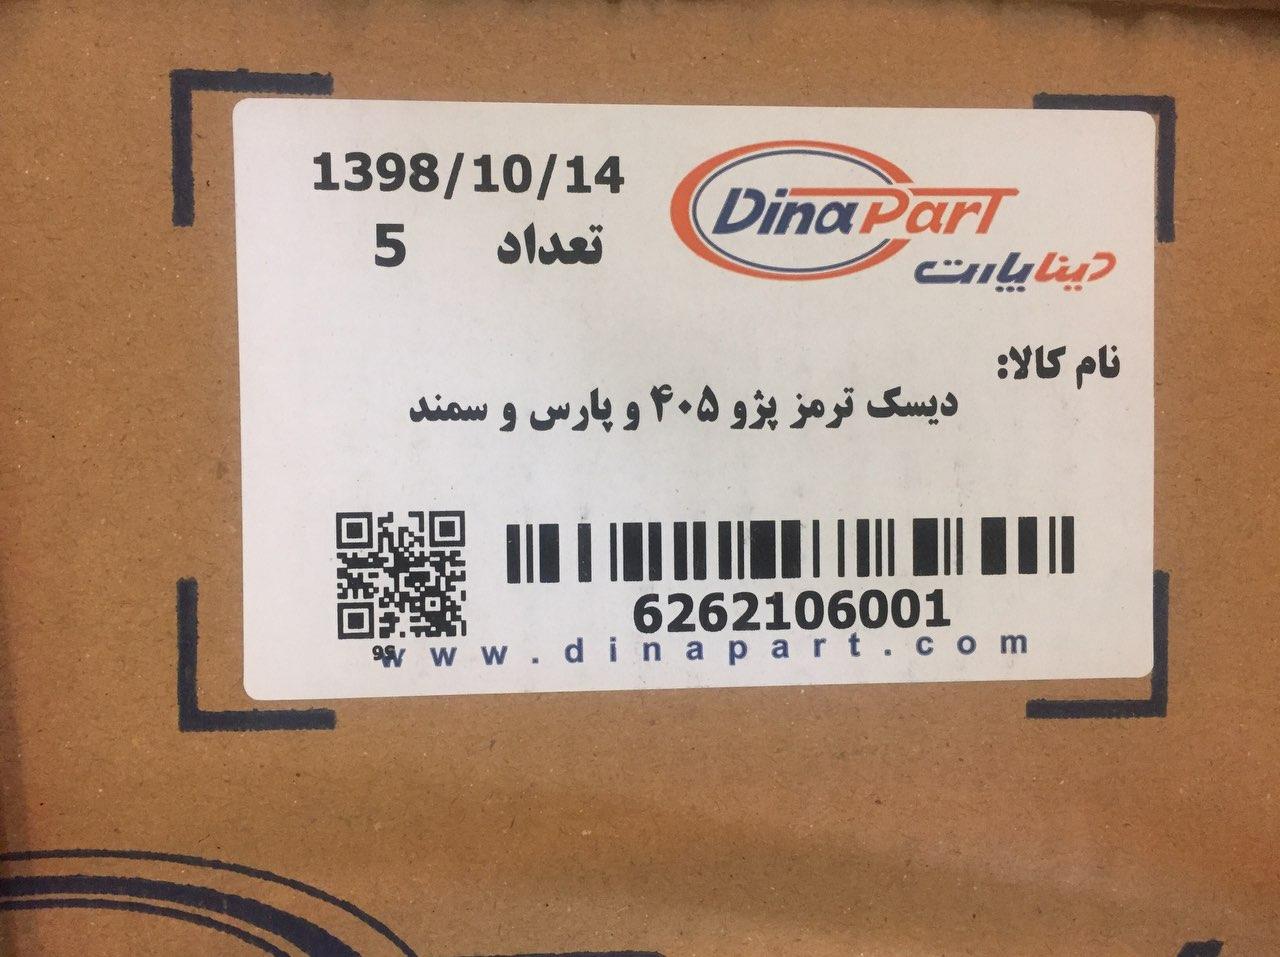 1398/10/14
تعداد 5
DinaPart
دیناپارت
نام کالا:
دیسک ترمز پژو ۴۰۵ و پارس و سمند
6262106001
www.dinapart.com